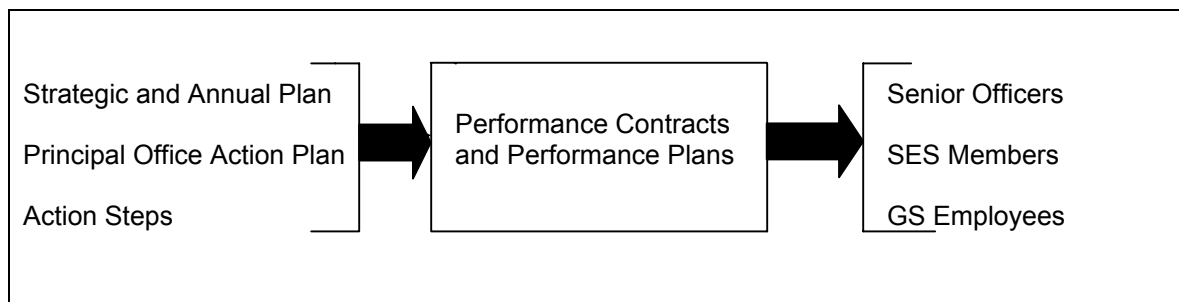 Strategic and Annual Plan
Principal Office Action Plan
Action Steps
Performance Contracts
and Performance Plans
Senior Officers
SES Members
GS Employees